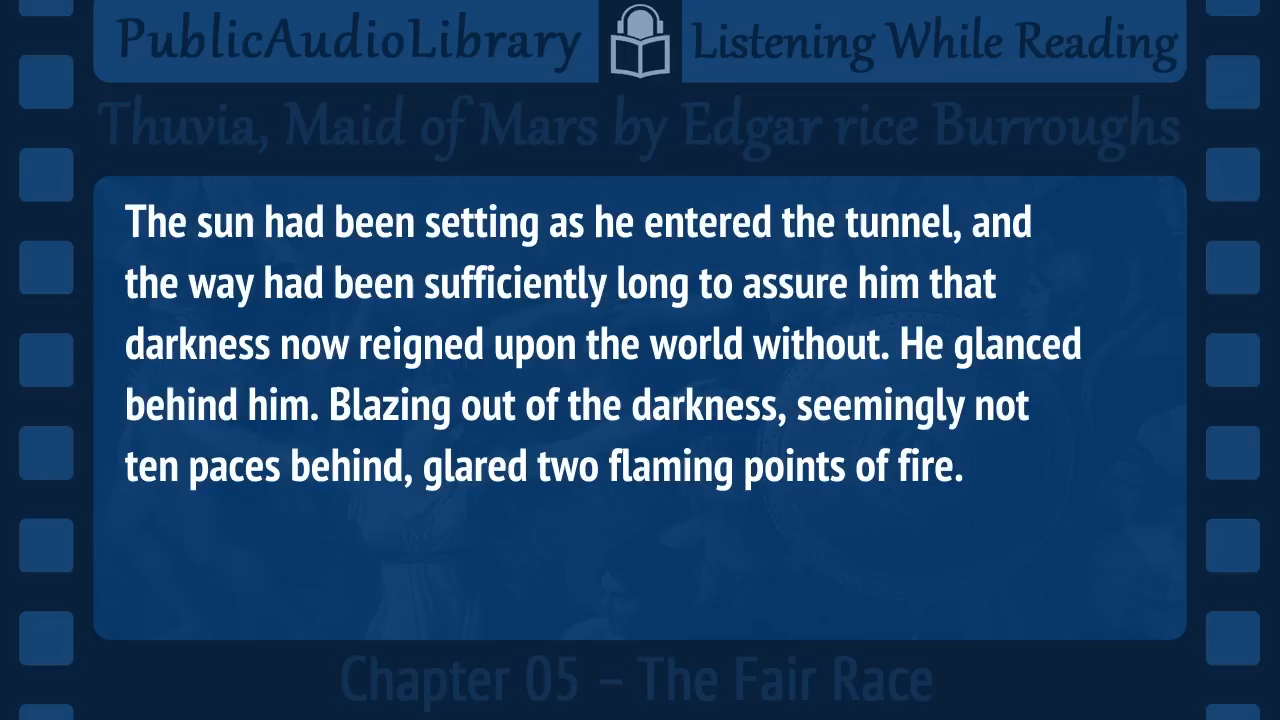 PublicAudioLibrary Listening While Reading
Thuvia, Maid of Mars by Edgar rice Burroughs
The sun had been setting as he entered the tunnel, and
the way had been sufficiently long to assure him that
darkness now reigned upon the world without. He glanced
behind him. Blazing out of the darkness, seemingly not
ten paces behind, glared two flaming points of fire.
Chapter 05 – The Fair Race